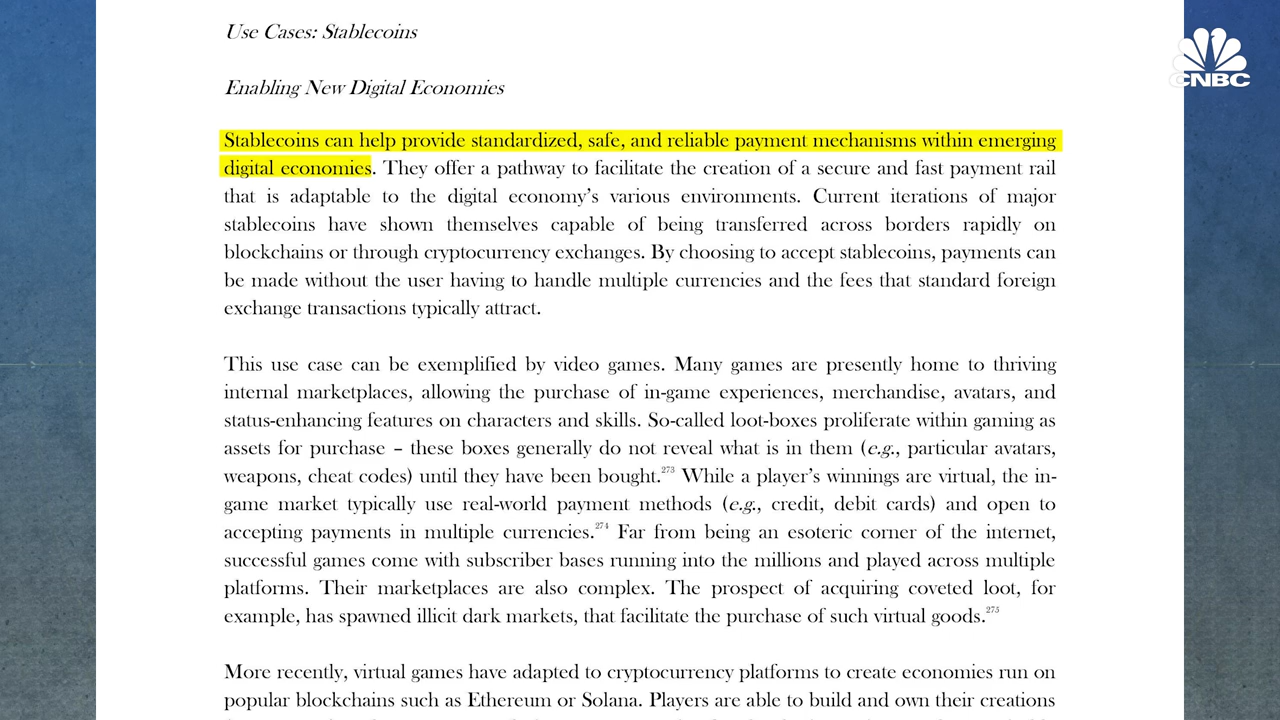 Use Cases: Stablecoins
CNBC
Enabling New Digital Economies
Stablecoins can help provide standardized, safe, and reliable payment mechanisms within emerging
digital economies. They offer a pathway to facilitate the creation of a secure and fast payment rail
that is adaptable to the digital economy’s various environments. Current iterations of major
stablecoins have shown themselves capable of being transferred across borders rapidly on
blockchains or through cryptocurrency exchanges. By choosing to accept stablecoins, payments can
be made without the user having to handle multiple currencies and the fees that standard foreign
exchange transactions typically attract.
This use case can be exemplified by video games. Many games are presently home to thriving
internal marketplaces, allowing the purchase of in-game experiences, merchandise, avatars, and
status-enhancing features on characters and skills. So-called loot-boxes proliferate within gaming as
assets for purchase – these boxes generally do not reveal what is in them (e.g., particular avatars,
weapons, cheat codes) until they have been bought.273 While a player’s winnings are virtual, the in-
game market typically use real-world payment methods (e.g., credit, debit cards) and open to
accepting payments in multiple currencies.274 Far from being an esoteric corner of the internet,
successful games come with subscriber bases running into the millions and played across multiple
platforms. Their marketplaces are also complex. The prospect of acquiring coveted loot, for
example, has spawned illicit dark markets, that facilitate the purchase of such virtual goods.275
More recently, virtual games have adapted to cryptocurrency platforms to create economies run on
popular blockchains such as Ethereum or Solana. Players are able to build and own their creations